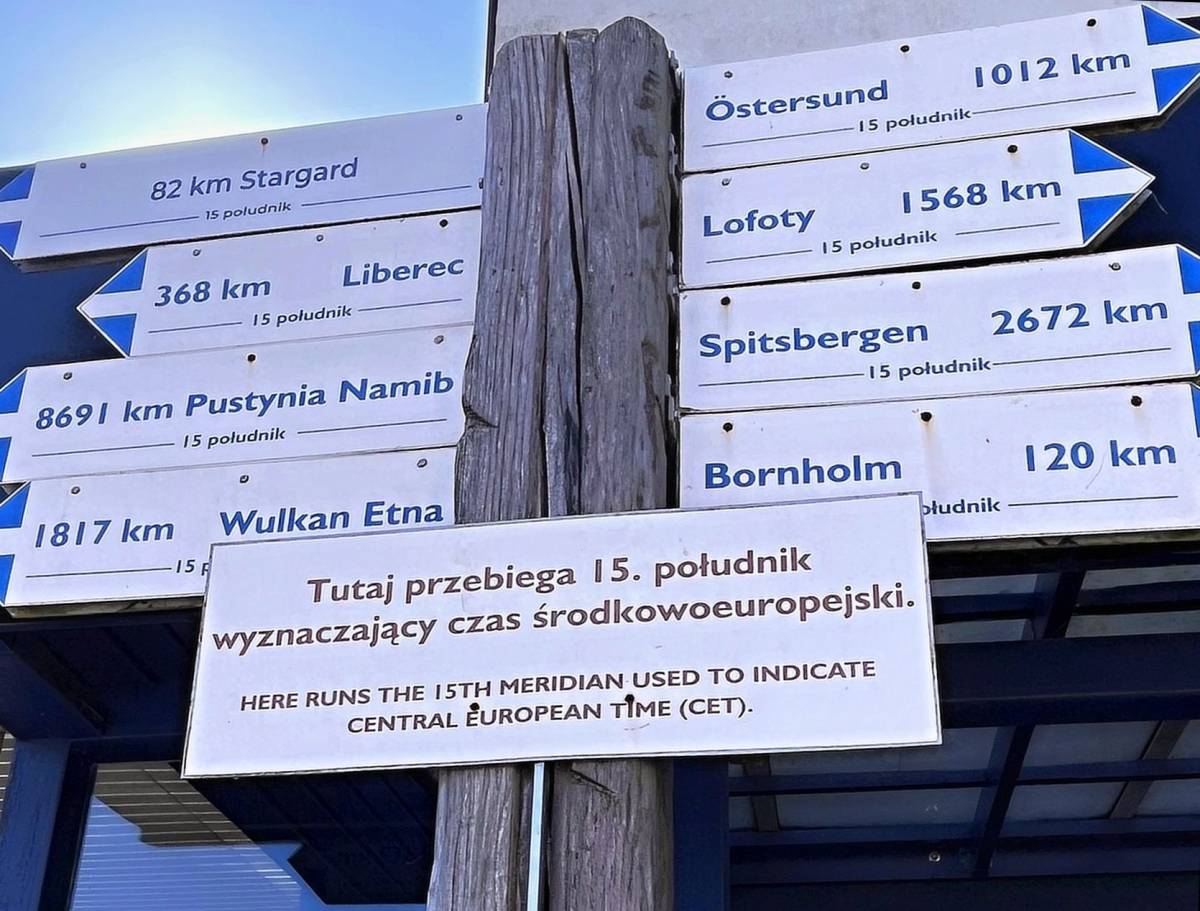 82 km Stargard
15 południk
368 km Liberec
15 południk
8691 km Pustynia Namib
15 południk
1817 km Wulkan Etna
15
Östersund 1012 km
15 południk
Lofoty 1568 km
15 południk
Spitsbergen 2672 km
15 południk
Bornholm 120 km
Tutaj przebiega 15. południk
wyznaczający czas środkowoeuropejski.
HERE RUNS THE 15TH MERIDIAN USED TO INDICATE
CENTRAL EUROPEAN TIME (CET).